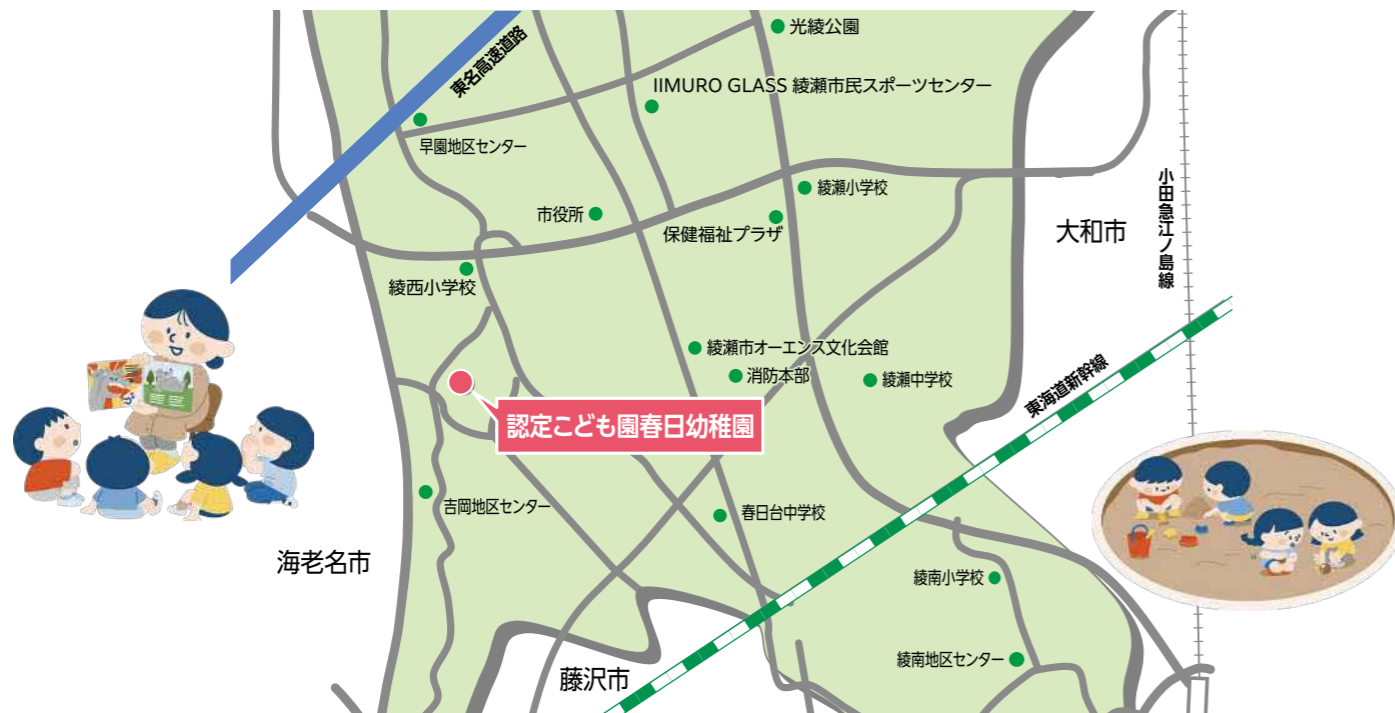 光綾公園
東名高速道路
IIMURO GLASS 綾瀬市民スポーツセンター
早園地区センター
綾瀬小学校
小田急江ノ島線
市役所
保健福祉プラザ
大和市
綾西小学校
綾瀬市オーエンス文化会館
消防本部
綾瀬中学校
東海道新幹線
認定こども園春日幼稚園
吉岡地区センター
春日台中学校
海老名市
綾南小学校
綾南地区センター
藤沢市